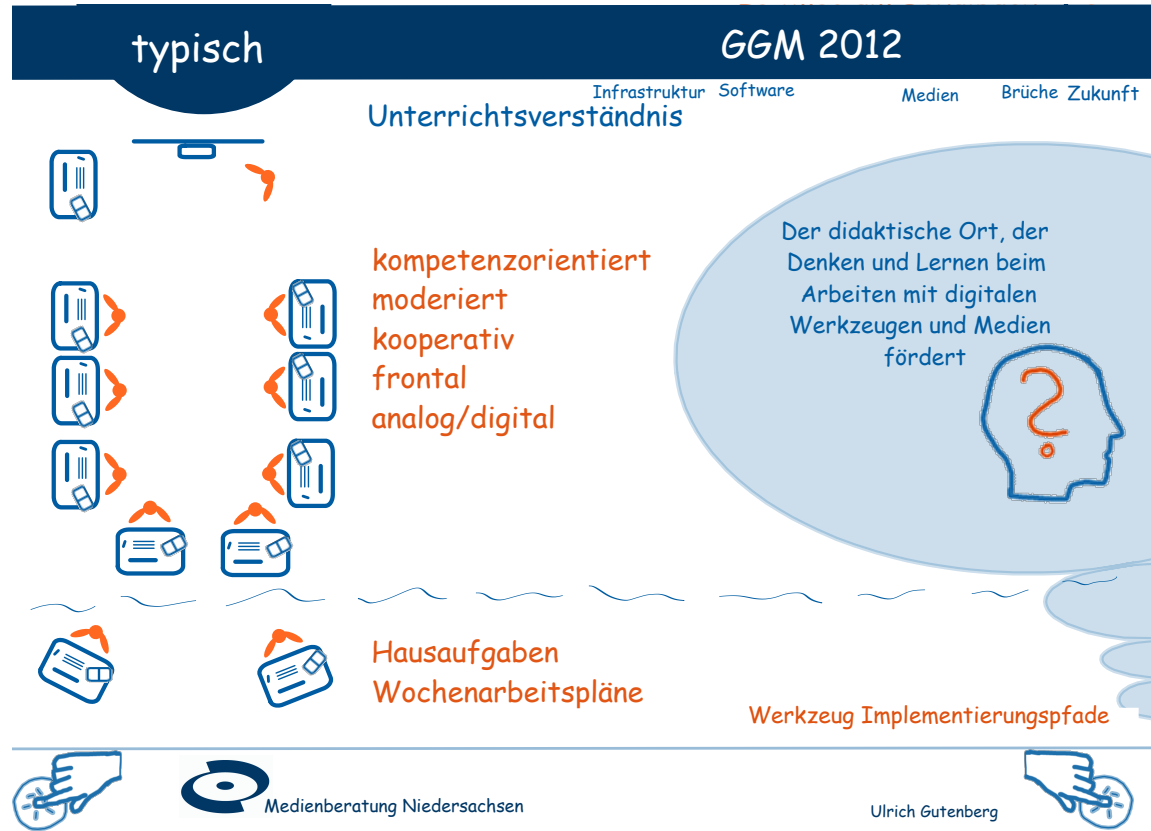 typisch
GGM 2012
Infrastruktur Software Medien Brüche Zukunft
Unterrichtsverständnis
kompetenzorientiert
moderiert
kooperativ
frontal
analog/digital
Der didaktische Ort, der
Denken und Lernen beim
Arbeiten mit digitalen
Werkzeugen und Medien
fördert
?
Hausaufgaben
Wochenarbeitspläne
Werkzeug Implementierungspfade
Medienberatung Niedersachsen
Ulrich Gutenberg